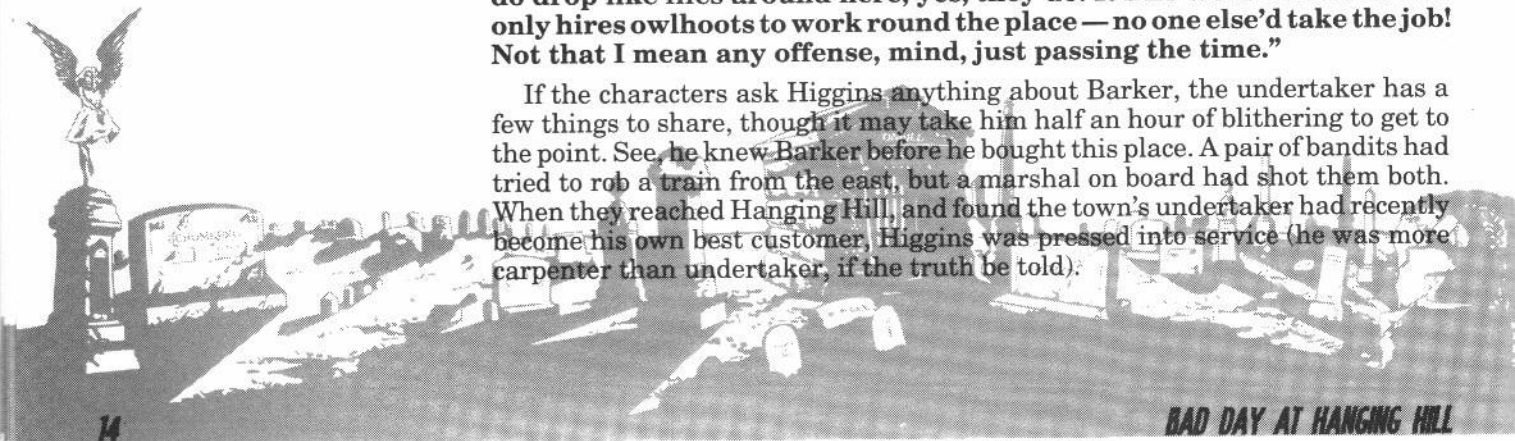 only hires owlhoots to work round the place — no one else'd take the job!
Not that I mean any offense, mind, just passing the time."
If the characters ask Higgins anything about Barker, the undertaker has a
few things to share, though it may take him half an hour of blithering to get to
the point. See, he knew Barker before he bought this place. A pair of bandits had
tried to rob a train from the east, but a marshal on board had shot them both.
When they reached Hanging Hill, and found the town's undertaker had recently
become his own best customer, Higgins was pressed into service (he was more
carpenter than undertaker, if the truth be told).
14
BAD DAY AT HANGING HILL